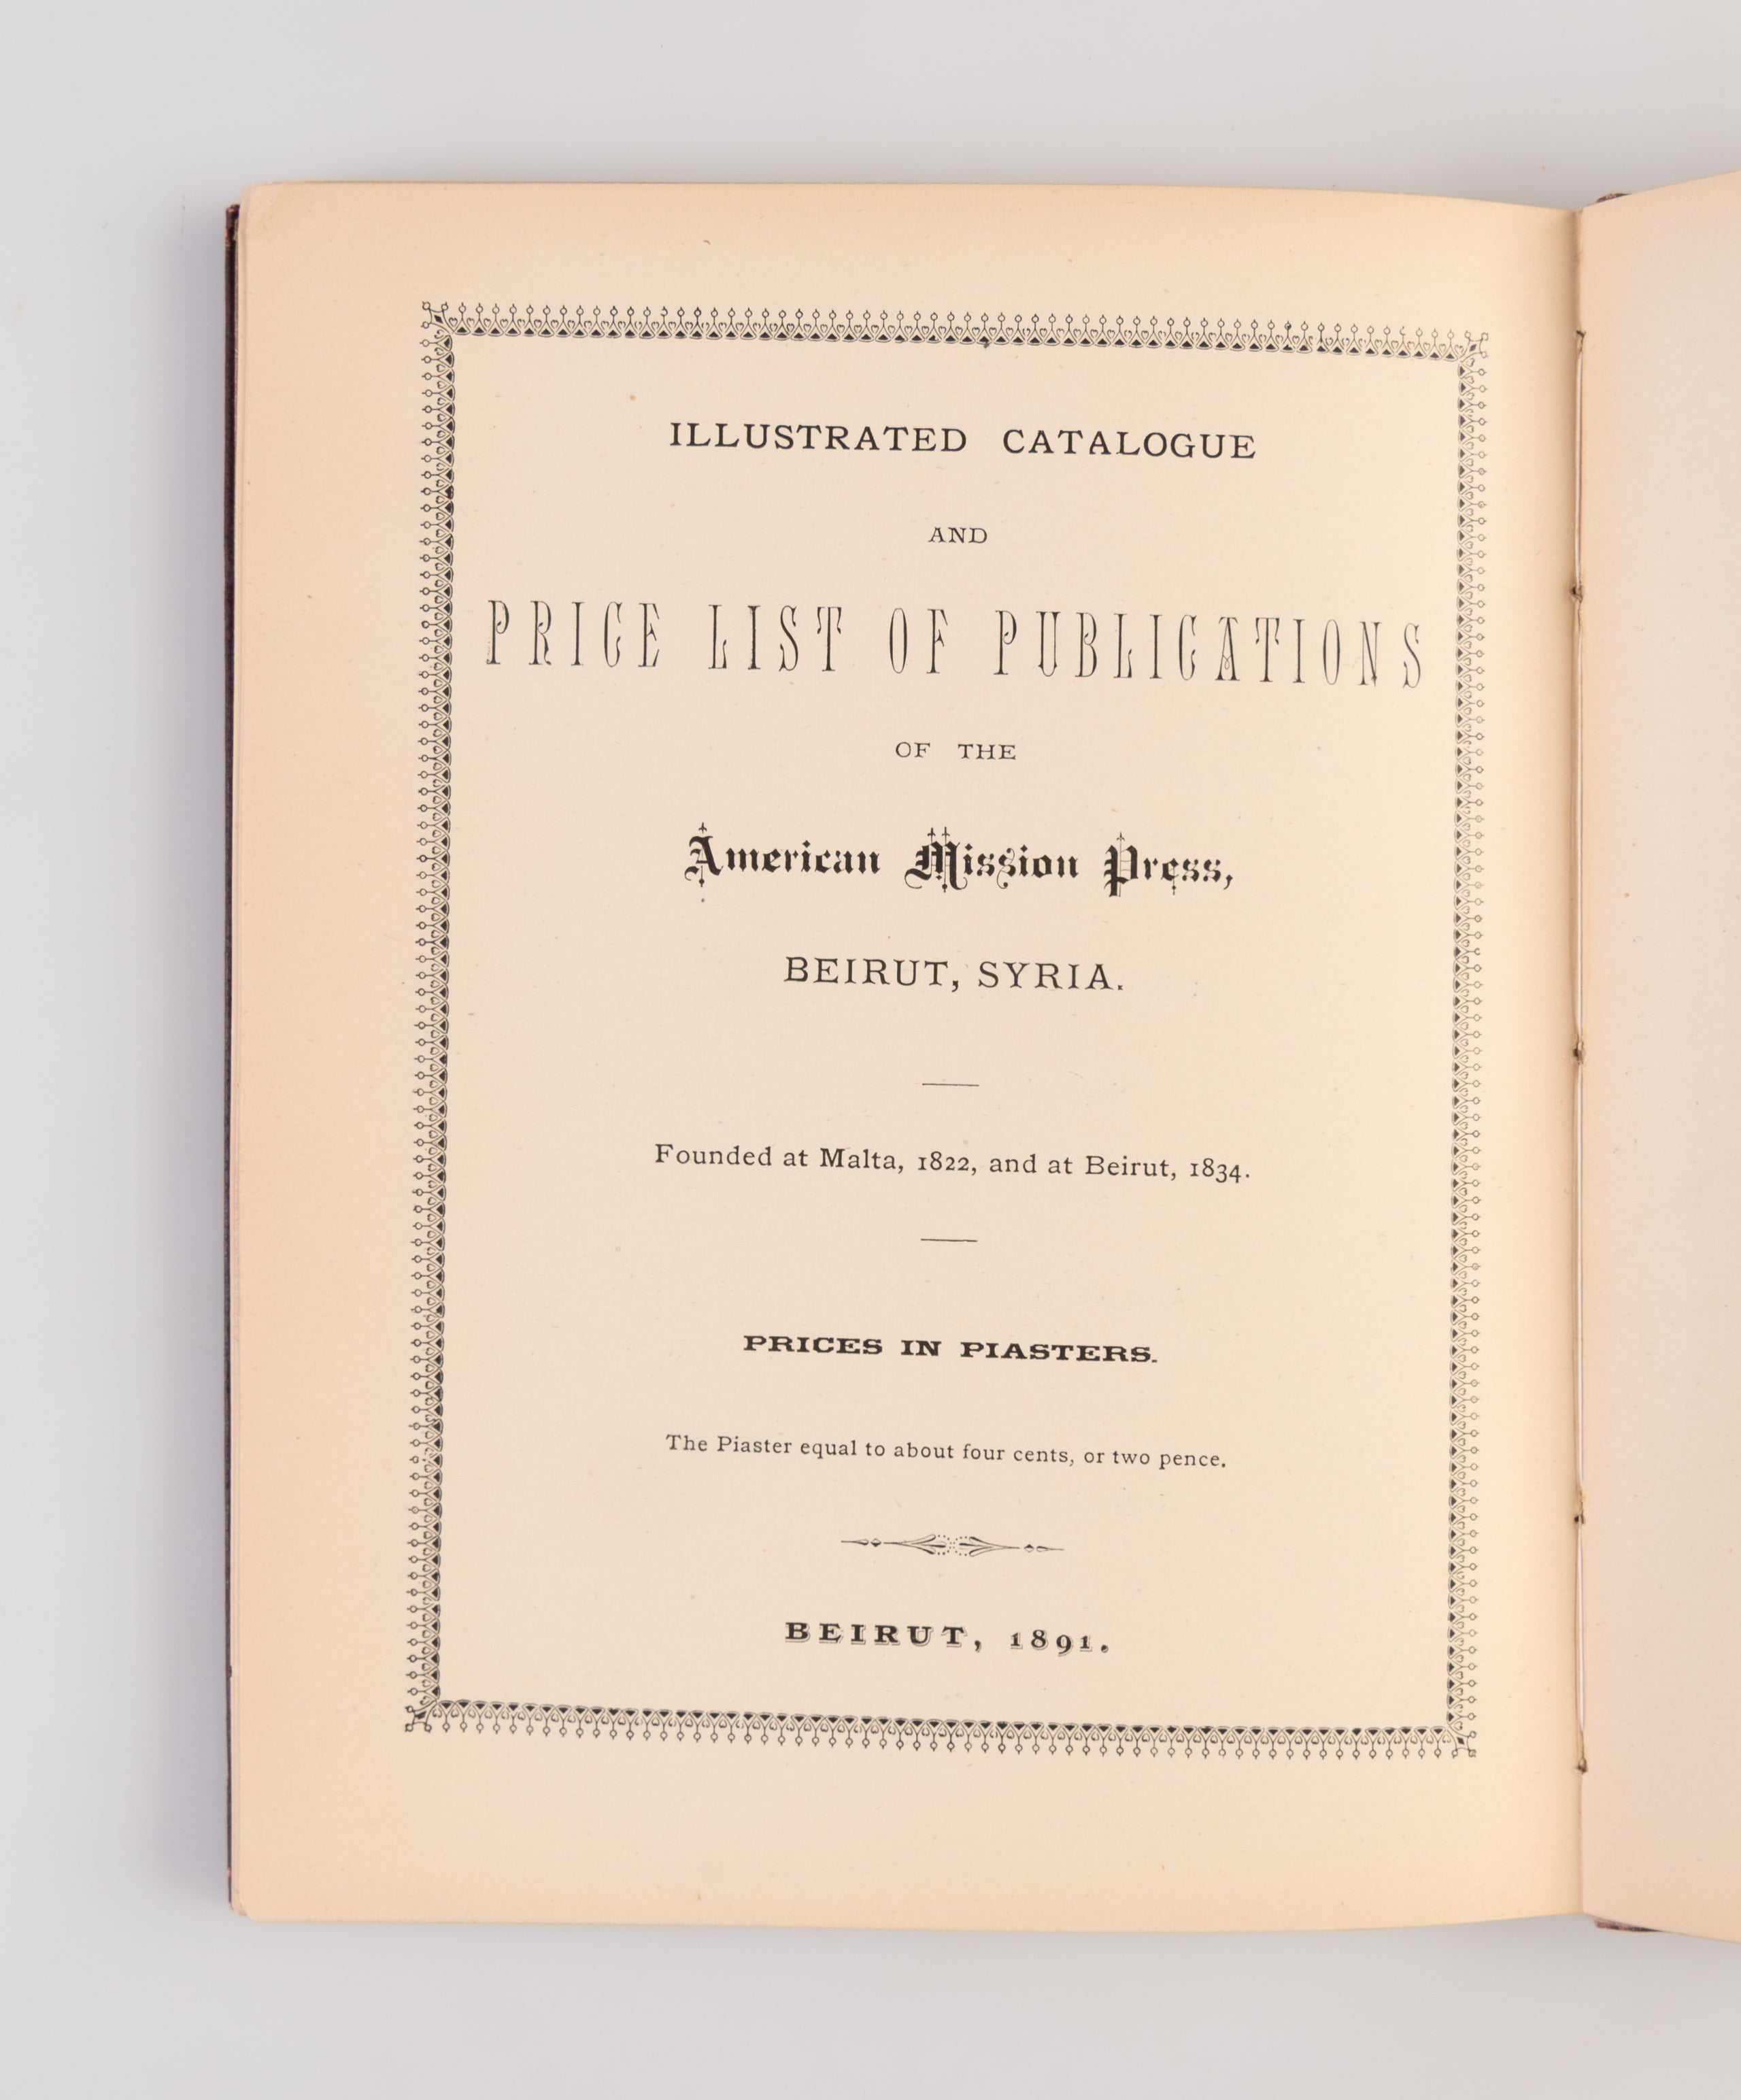 ILLUSTRATED CATALOGUE
AND
PRICE LIST OF PUBLICATIONS
OF THE
American Mission Press,
BEIRUT, SYRIA.
Founded at Malta, 1822, and at Beirut, 1834.
PRICES IN PIASTERS.
The Piaster equal to about four cents, or two pence.
BEIRUT, 1891.